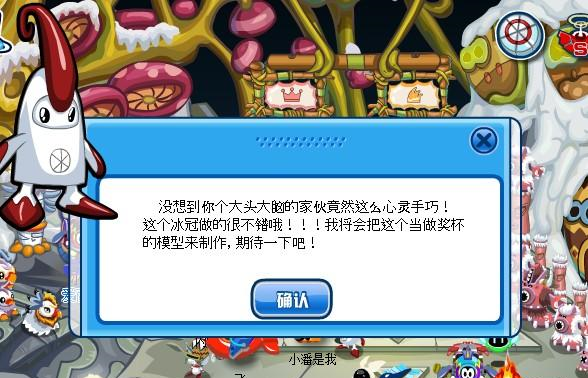 S
没想到你个大头大脑的家伙竟然这么心灵手巧！
这个冰冠做的很不错哦！！！我将会把这个当做奖杯
的模型来制作，期待一下吧！
确认
小潘是我